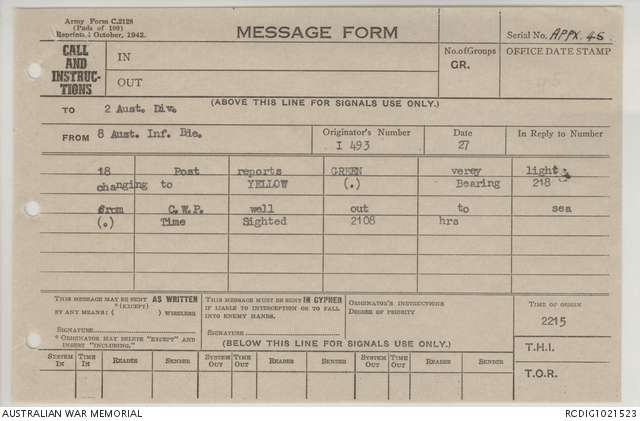 Army Form C.2128
(Pads of 100)
Reprints October, 1942.
MESSAGE FORM
Serial No. APPX. 45
CALL AND INSTRUC-TIONS
IN
OUT
No. of Groups
GR.
OFFICE DATE STAMP
(ABOVE THIS LINE FOR SIGNALS USE ONLY.)
TO 2 Aust. Div.
FROM 8 Aust. Inf. Bie.
Originator's Number
I 493
Date
27
In Reply to Number
18 Post reports GREEN verey light
changing to YELLOW (.) Bearing 218
from C.W.P. well out to sea
(.) Time Sighted 2108 hrs
THIS MESSAGE MAY BE SENT AS WRITTEN
*(EXCEPT)
BY ANY MEANS: ( ) WIRELESS
SIGNATURE
* ORIGINATOR MAY DELETE "EXCEPT" AND
INSERT "INCLUDING."
THIS MESSAGE MUST BE SENT IN CYPHER
IF LIABLE TO INTERCEPTION OR TO FALL
INTO ENEMY HANDS.
SIGNATURE
ORIGINATOR'S INSTRUCTIONS
DEGREE OF PRIORITY
TIME OF ORIGIN
2215
T.H.I.
T.O.R.
(BELOW THIS LINE FOR SIGNALS USE ONLY.)
SYSTEM IN
TIME IN
READER
SENDER
SYSTEM OUT
TIME OUT
READER
SENDER
SYSTEM OUT
TIME OUT
READER
SENDER
AUSTRALIAN WAR MEMORIAL
RCDIG1021523